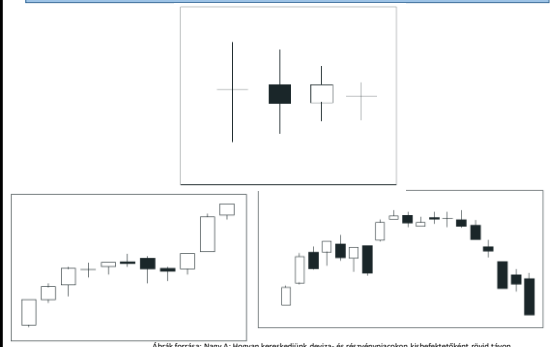 Ábrák forrása: Nagy Á: Hogyan kereskedjünk deviza- és részvénypiacokon kisbefektetőként rövid távon